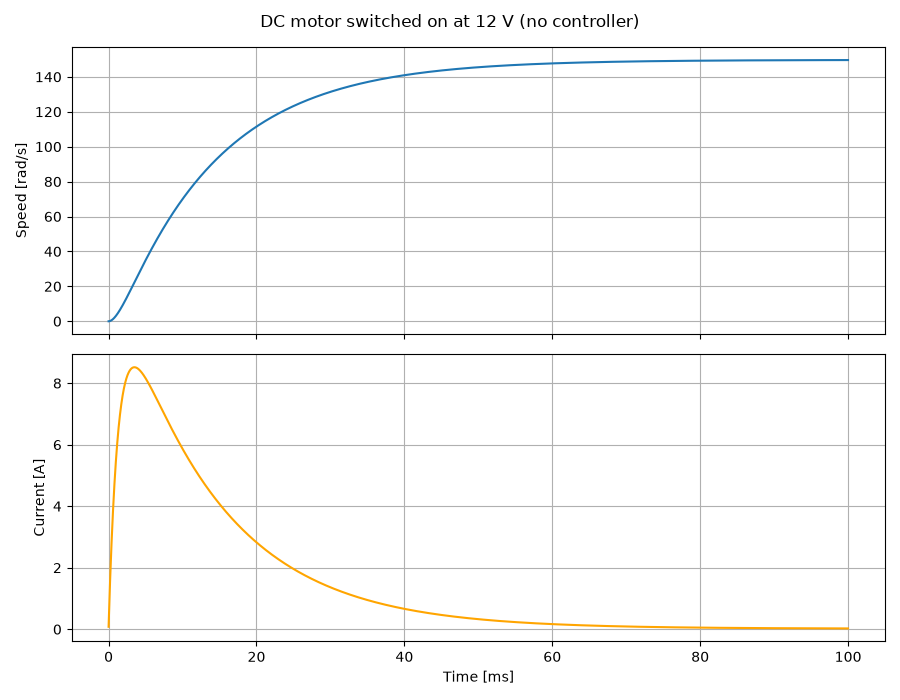 DC motor switched on at 12 V (no controller)
Speed [rad/s]
140
120
100
80
60
40
20
0
Current [A]
8
6
4
2
0
0 20 40 60 80 100
Time [ms]